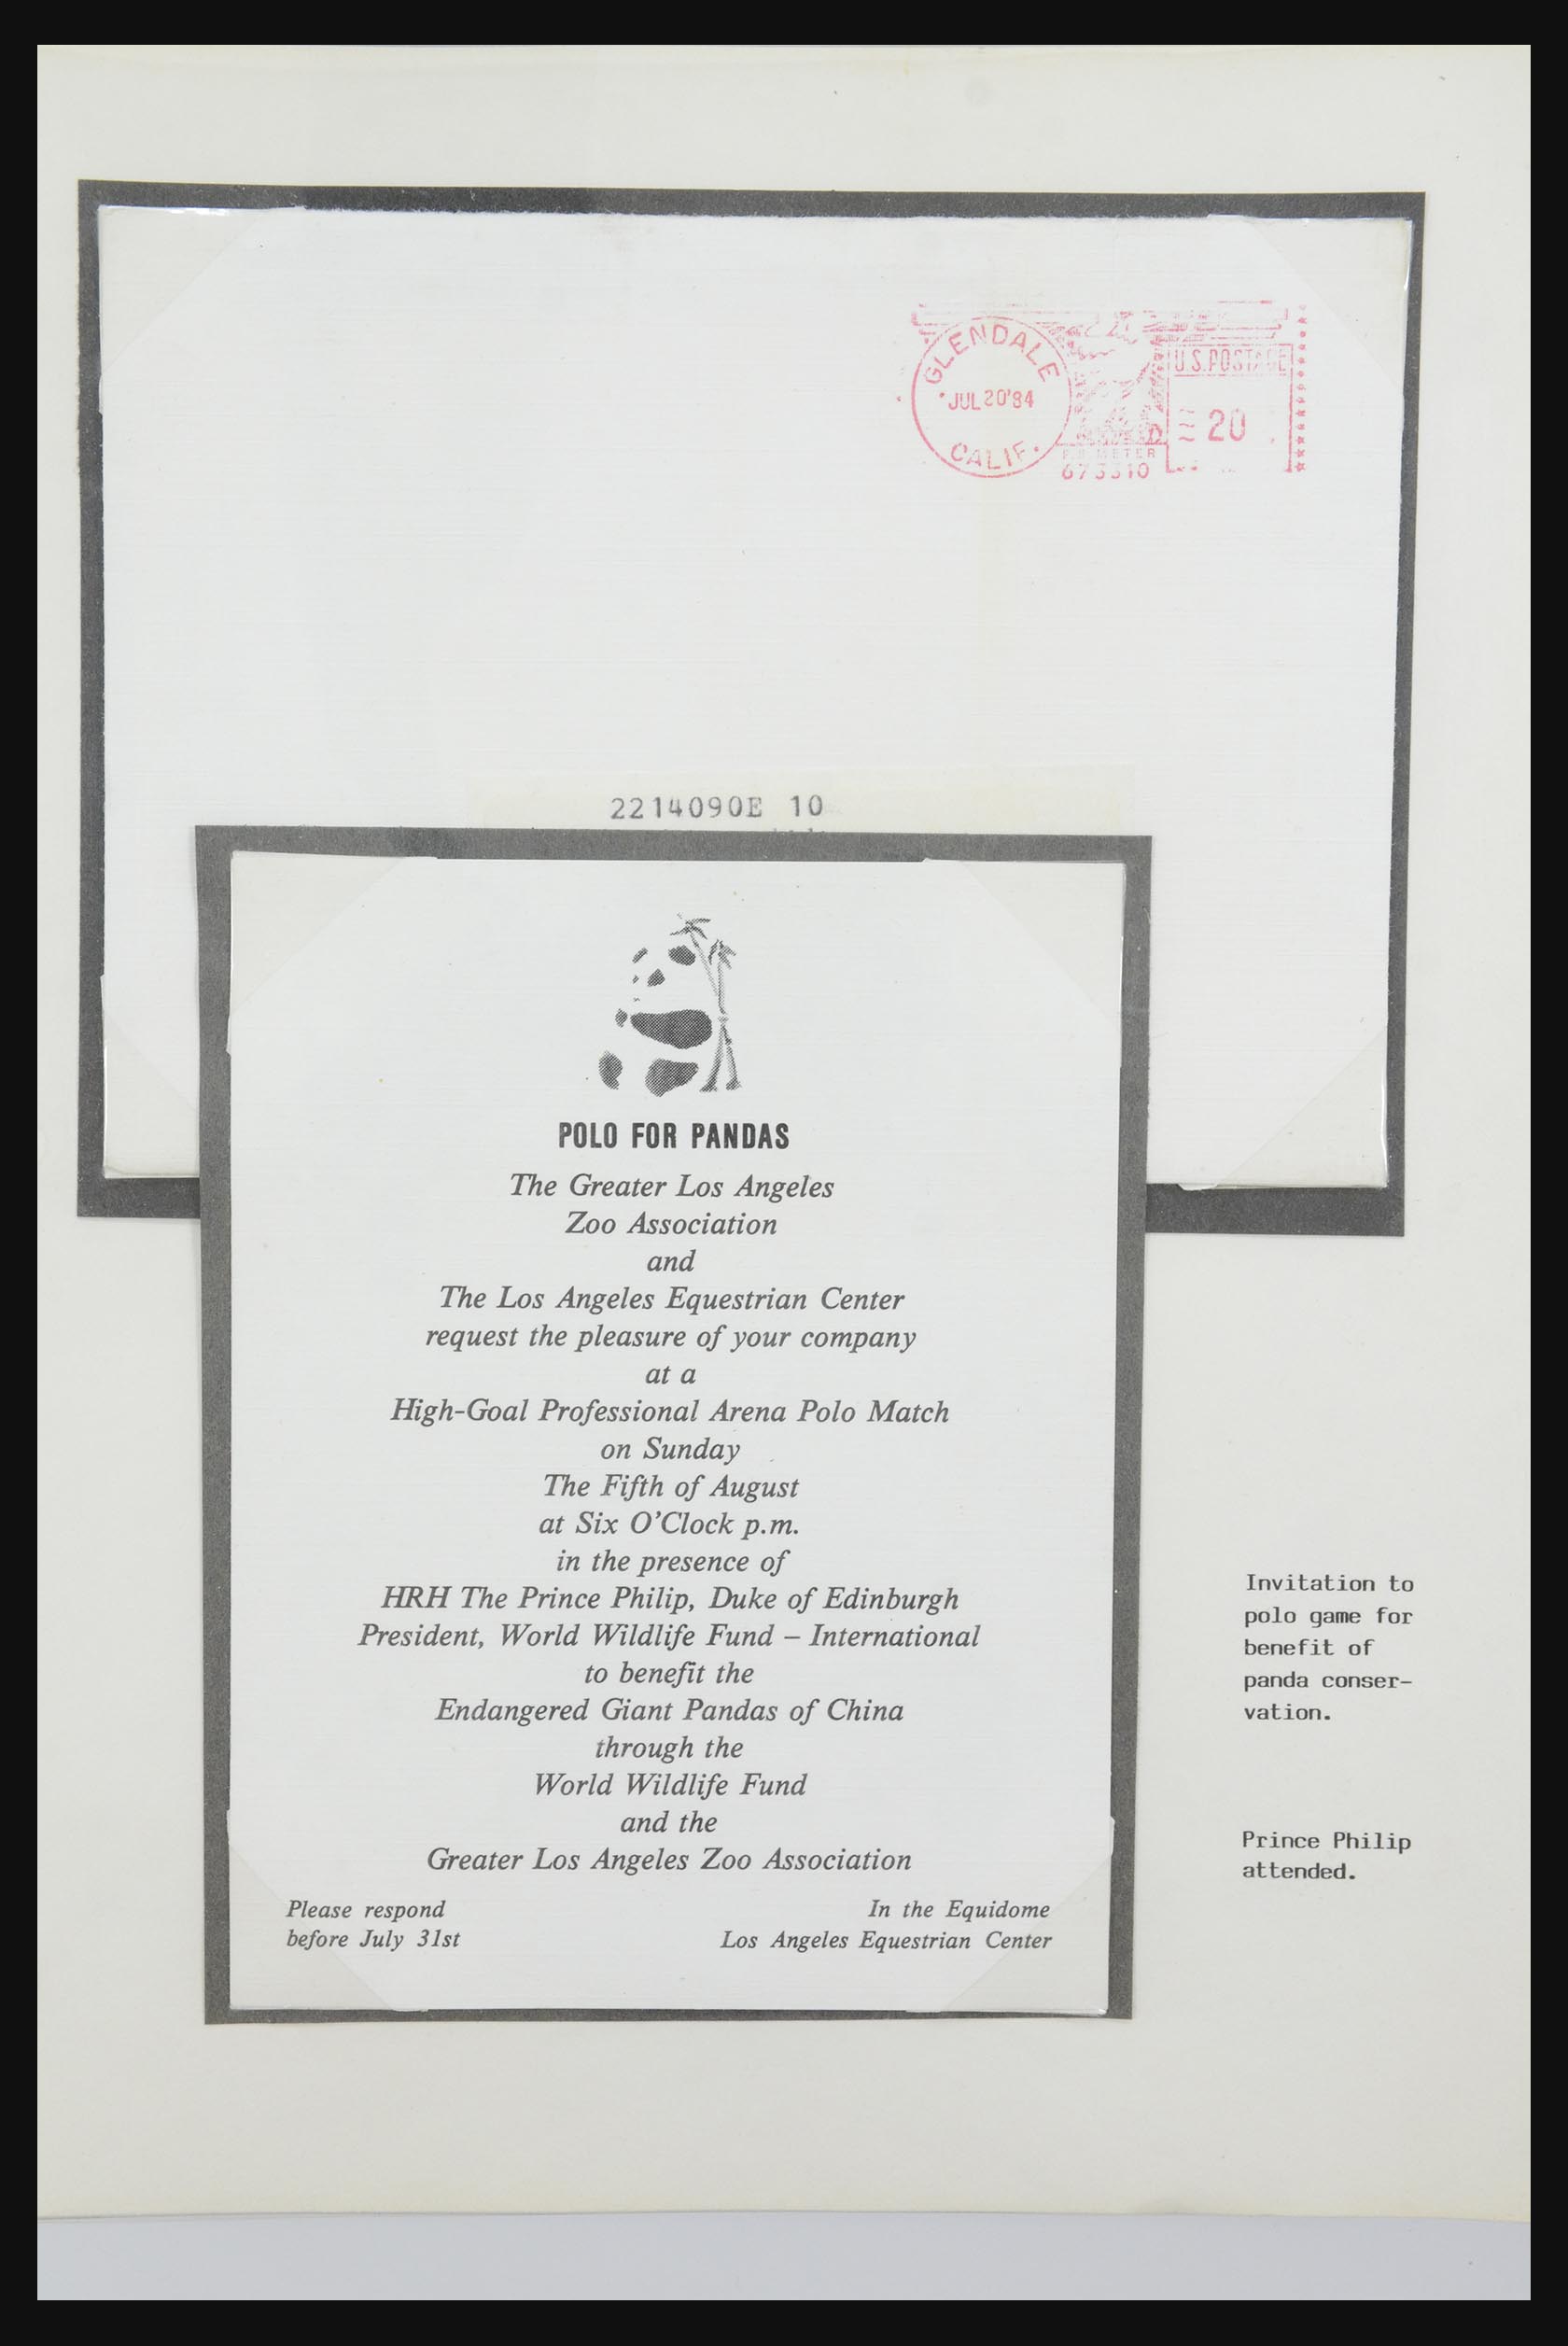 GLENDALE
JUL 20 '84
CALIF.
U.S. POSTAGE
20
METER
2214090E 10
POLO FOR PANDAS
The Greater Los Angeles
Zoo Association
and
The Los Angeles Equestrian Center
request the pleasure of your company
at a
High-Goal Professional Arena Polo Match
on Sunday
The Fifth of August
at Six O'Clock p.m.
in the presence of
HRH The Prince Philip, Duke of Edinburgh
President, World Wildlife Fund – International
to benefit the
Endangered Giant Pandas of China
through the
World Wildlife Fund
and the
Greater Los Angeles Zoo Association
Please respond
before July 31st
In the Equidome
Los Angeles Equestrian Center
Invitation to
polo game for
benefit of
panda conser-
vation.
Prince Philip
attended.